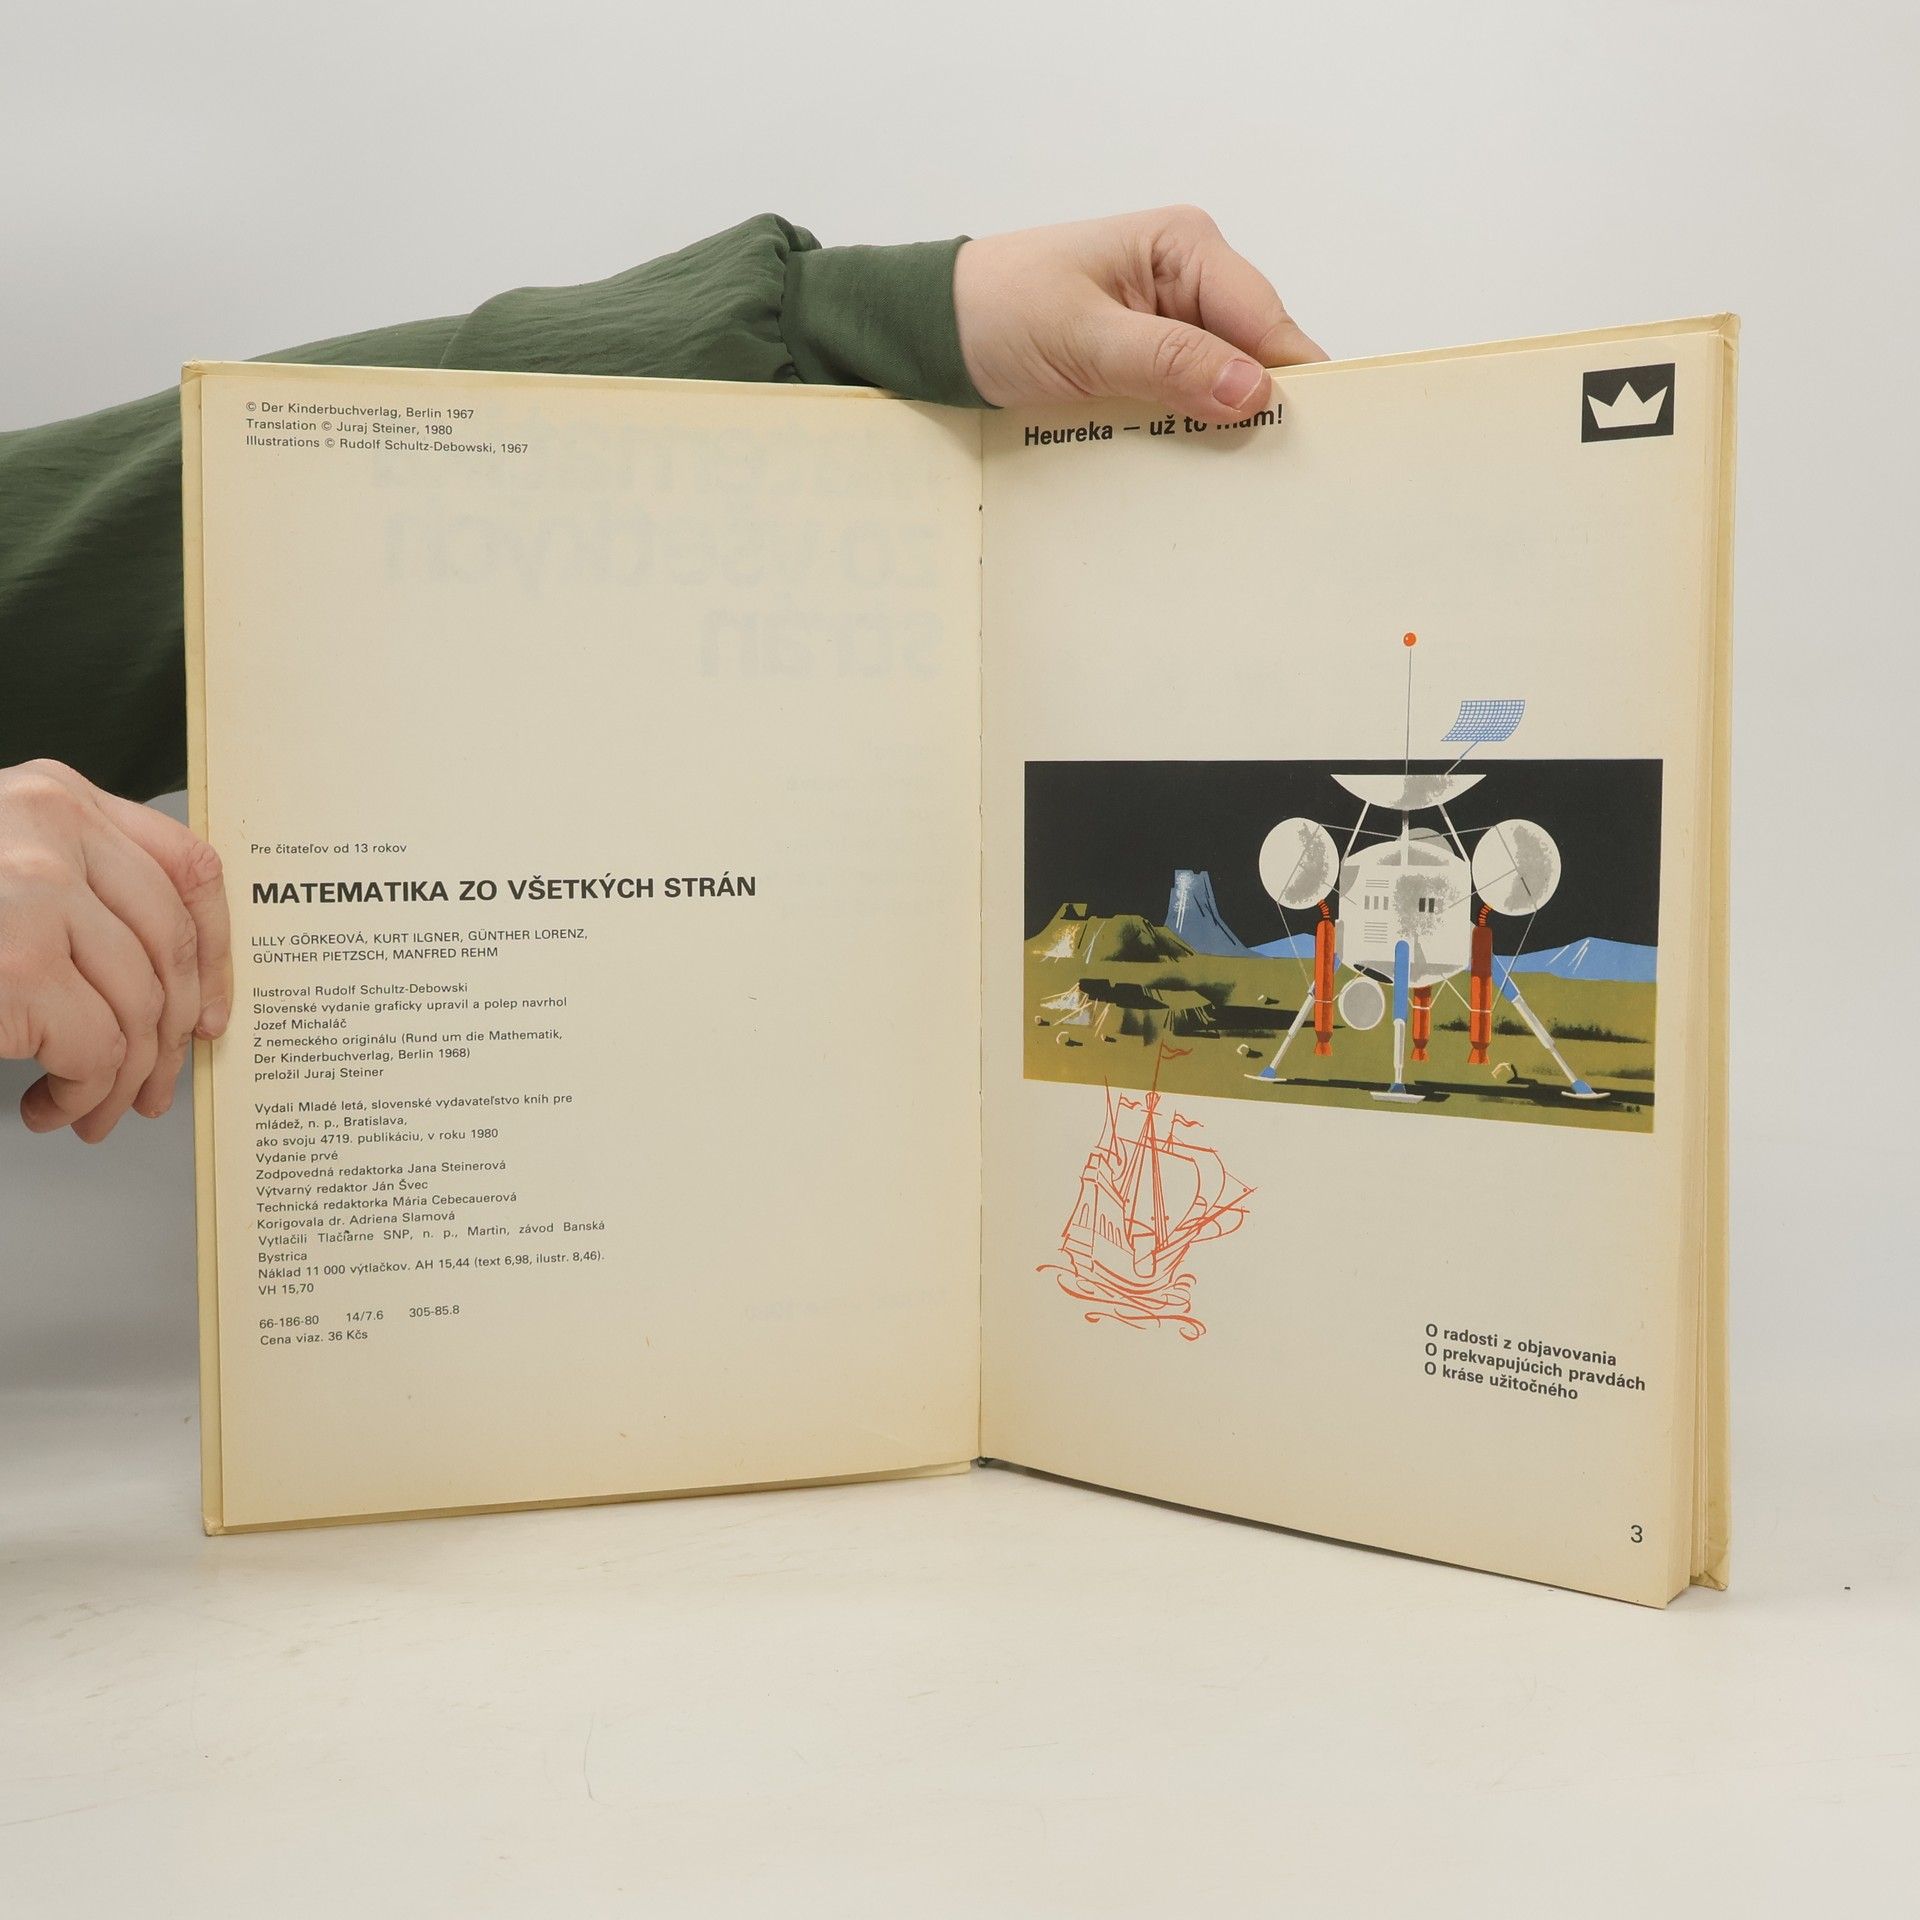 © Der Kinderbuchverlag, Berlin 1967
Translation © Juraj Steiner, 1980
Illustrations © Rudolf Schultz-Debowski, 1967
Pre čitateľov od 13 rokov
MATEMATIKA ZO VŠETKÝCH STRÁN
LILLY GÖRKEOVÁ, KURT ILGNER, GÜNTHER LORENZ,
GÜNTHER PIETZSCH, MANFRED REHM
Ilustroval Rudolf Schultz-Debowski
Slovenské vydanie graficky upravil a polep navrhol
Jozef Michaláč
Z nemeckého originálu (Rund um die Mathematik,
Der Kinderbuchverlag, Berlin 1968)
preložil Juraj Steiner
Vydali Mladé letá, slovenské vydavateľstvo kníh pre
mládež, n. p., Bratislava,
ako svoju 4719. publikáciu, v roku 1980
Vydanie prvé
Zodpovedná redaktorka Jana Steinerová
Výtvarný redaktor Ján Švec
Technická redaktorka Mária Cebecauerová
Korigovala dr. Adriena Slamová
Vytlačili Tlačiarne SNP, n. p., Martin, závod Banská
Bystrica
Náklad 11 000 výtlačkov. AH 15,44 (text 6,98, ilustr. 8,46).
VH 15,70
66-186-80 14/7.6 305-85.8
Cena viaz. 36 Kčs
Heureka — už to mám!
O radosti z objavovania
O prekvapujúcich pravdách
O kráse užitočného
3